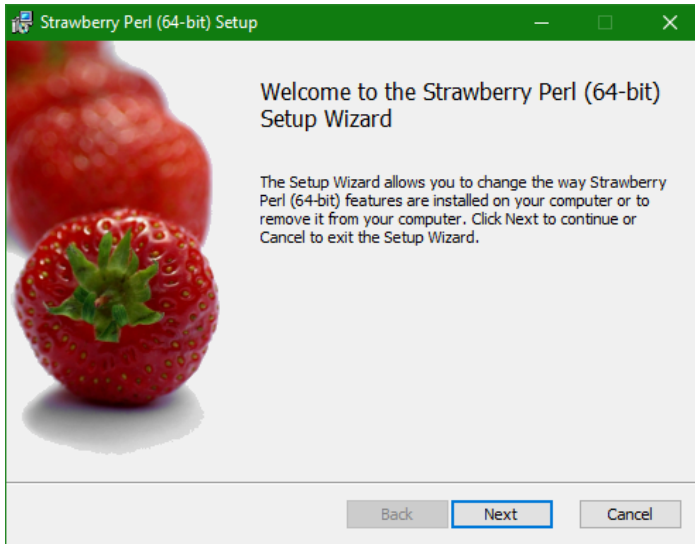 Strawberry Perl (64-bit) Setup
Welcome to the Strawberry Perl (64-bit)
Setup Wizard
The Setup Wizard allows you to change the way Strawberry
Perl (64-bit) features are installed on your computer or to
remove it from your computer. Click Next to continue or
Cancel to exit the Setup Wizard.
Back Next Cancel